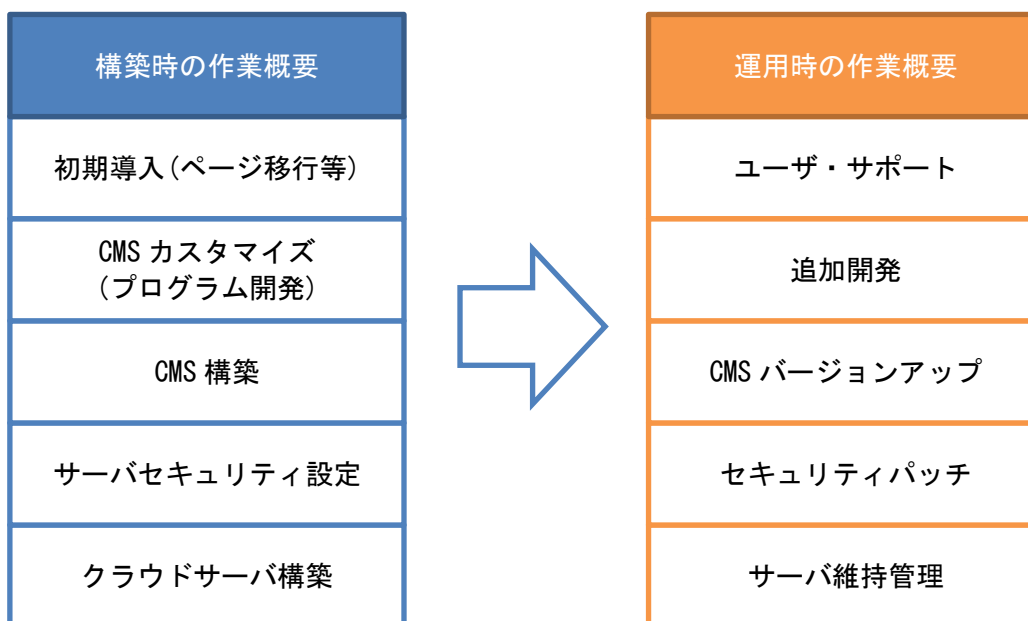 構築時の作業概要
初期導入(ページ移行等)
CMS カスタマイズ
(プログラム開発)
CMS 構築
サーバセキュリティ設定
クラウドサーバ構築
運用時の作業概要
ユーザ・サポート
追加開発
CMS バージョンアップ
セキュリティパッチ
サーバ維持管理